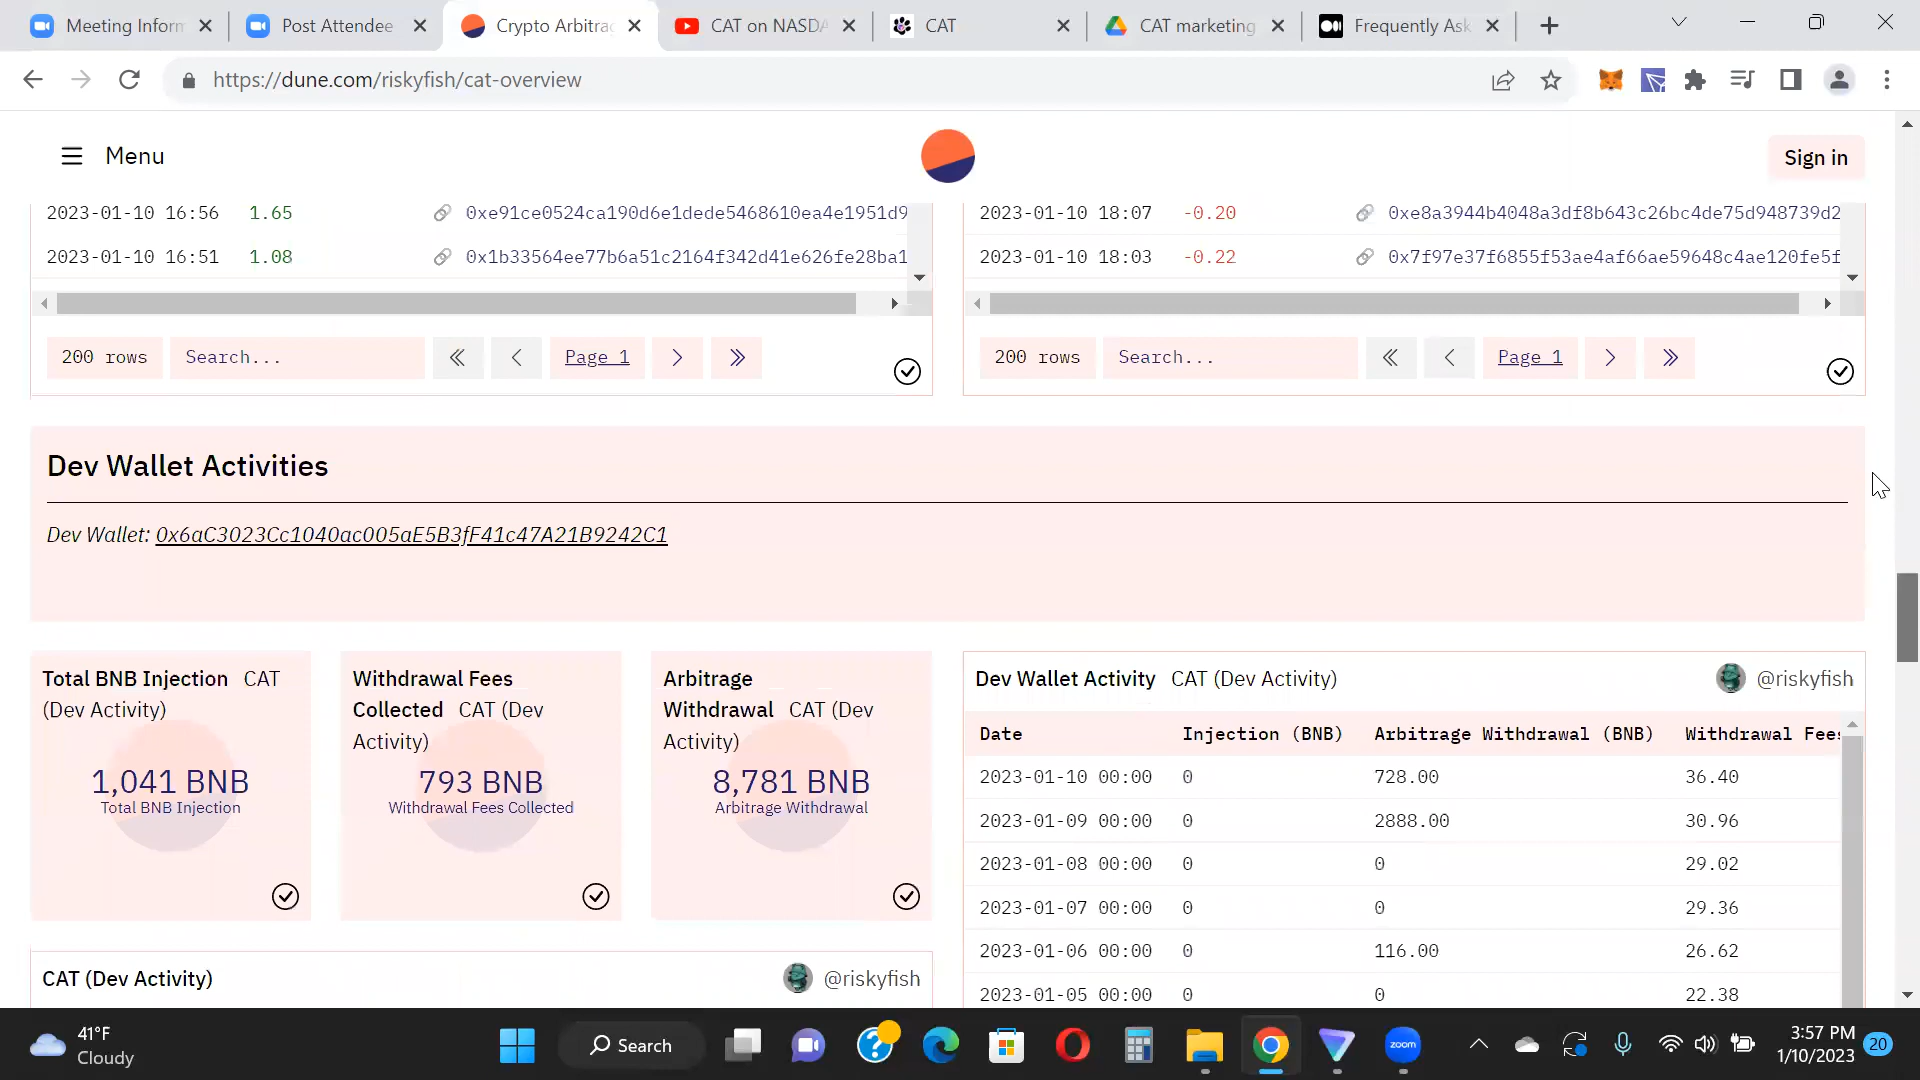 Meeting Inform
Post Attendee
Crypto Arbitrag
CAT on NASDA
CAT
CAT marketing
Frequently Ask
https://dune.com/riskyfish/cat-overview
Menu
Sign in
2023-01-10 16:56 1.65 0xe91ce0524ca190d6e1dede5468610ea4e1951d9
2023-01-10 16:51 1.08 0x1b33564ee77b6a51c2164f342d41e626fe28ba1
200 rows Search... Page 1
2023-01-10 18:07 -0.20 0xe8a3944b4048a3df8b643c26bc4de75d948739d2
2023-01-10 18:03 -0.22 0x7f97e37f6855f53ae4af66ae59648c4ae120fe5f
200 rows Search... Page 1
Dev Wallet Activities
Dev Wallet: 0x6aC3023Cc1040ac005aE5B3fF41c47A21B9242C1
Total BNB Injection CAT
(Dev Activity)
1,041 BNB
Total BNB Injection
Withdrawal Fees
Collected CAT (Dev
Activity)
793 BNB
Withdrawal Fees Collected
Arbitrage
Withdrawal CAT (Dev
Activity)
8,781 BNB
Arbitrage Withdrawal
Dev Wallet Activity CAT (Dev Activity) @riskyfish
Date Injection (BNB) Arbitrage Withdrawal (BNB) Withdrawal Fees
2023-01-10 00:00 0 728.00 36.40
2023-01-09 00:00 0 2888.00 30.96
2023-01-08 00:00 0 0 29.02
2023-01-07 00:00 0 0 29.36
2023-01-06 00:00 0 116.00 26.62
2023-01-05 00:00 0 0 22.38
CAT (Dev Activity) @riskyfish
41°F
Cloudy
Search
zoom
3:57 PM
1/10/2023
20